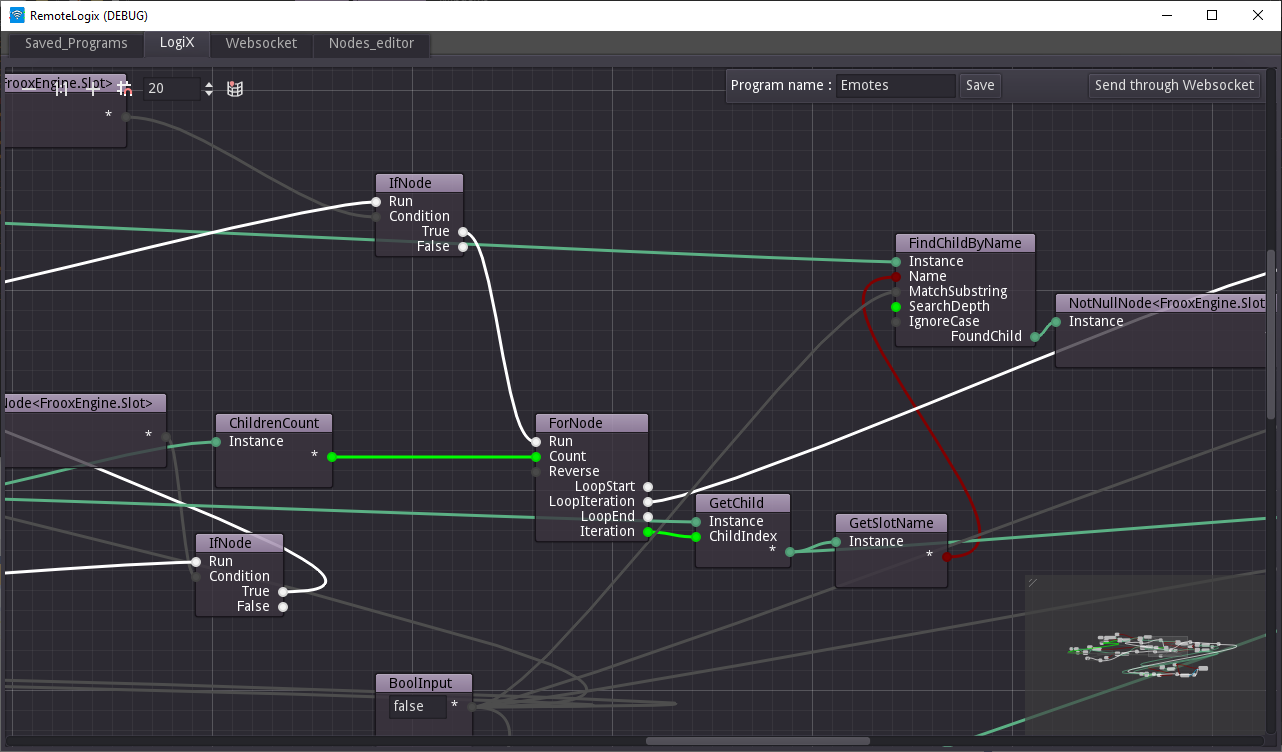 RemoteLogix (DEBUG)
Saved_Programs
LogiX
Websocket
Nodes_editor
FrooxEngine.Slot>
*
20
Program name :
Emotes
Save
Send through Websocket
IfNode
Run
Condition
True
False
FindChildByName
Instance
Name
MatchSubstring
SearchDepth
IgnoreCase
FoundChild
NotNullNode<FrooxEngine.Slot
Instance
Node<FrooxEngine.Slot>
*
ChildrenCount
Instance
*
ForNode
Run
Count
Reverse
LoopStart
LoopIteration
LoopEnd
Iteration
GetChild
Instance
ChildIndex
*
GetSlotName
Instance
*
IfNode
Run
Condition
True
False
BoolInput
false *